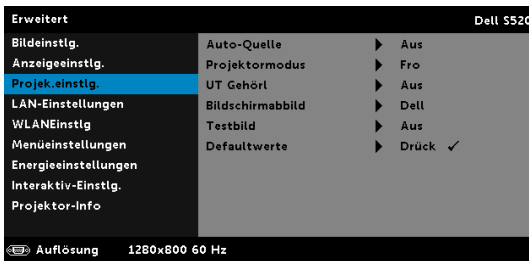 Erweitert Dell S520
Bildeinstlg.
Anzeigeeinstlg.
Projek.einstlg.
LAN-Einstellungen
WLANEinstlg
Menüeinstellungen
Energieeinstellungen
Interaktiv-Einstlg.
Projektor-Info
Auto-Quelle Aus
Projektormodus Fro
UT Gehörl Aus
Bildschirmabbild Dell
Testbild Aus
Defaultwerte Drück ✓
Auflösung 1280x800 60 Hz